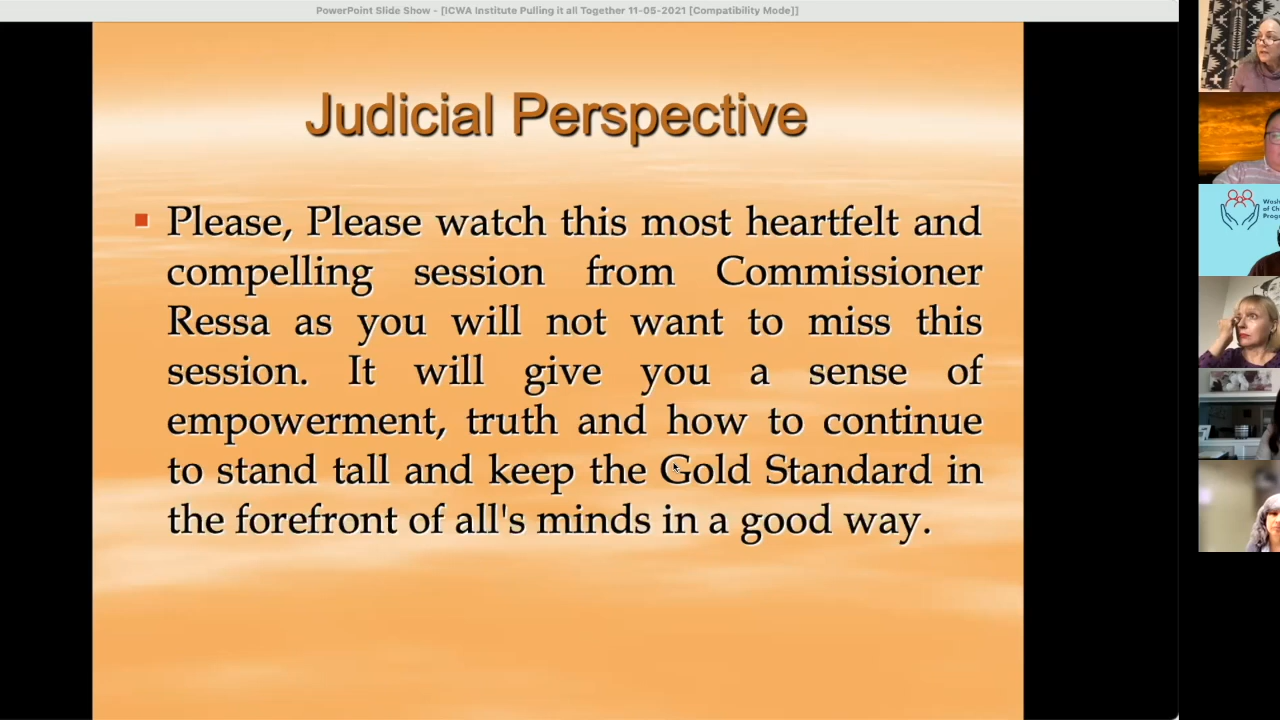 PowerPoint Slide Show - [ICWA Institute Pulling it all Together 11-05-2021 [Compatibility Mode]]
Judicial Perspective
Please, Please watch this most heartfelt and
compelling session from Commissioner
Ressa as you will not want to miss this
session. It will give you a sense of
empowerment, truth and how to continue
to stand tall and keep the Gold Standard in
the forefront of all's minds in a good way.
of Ch